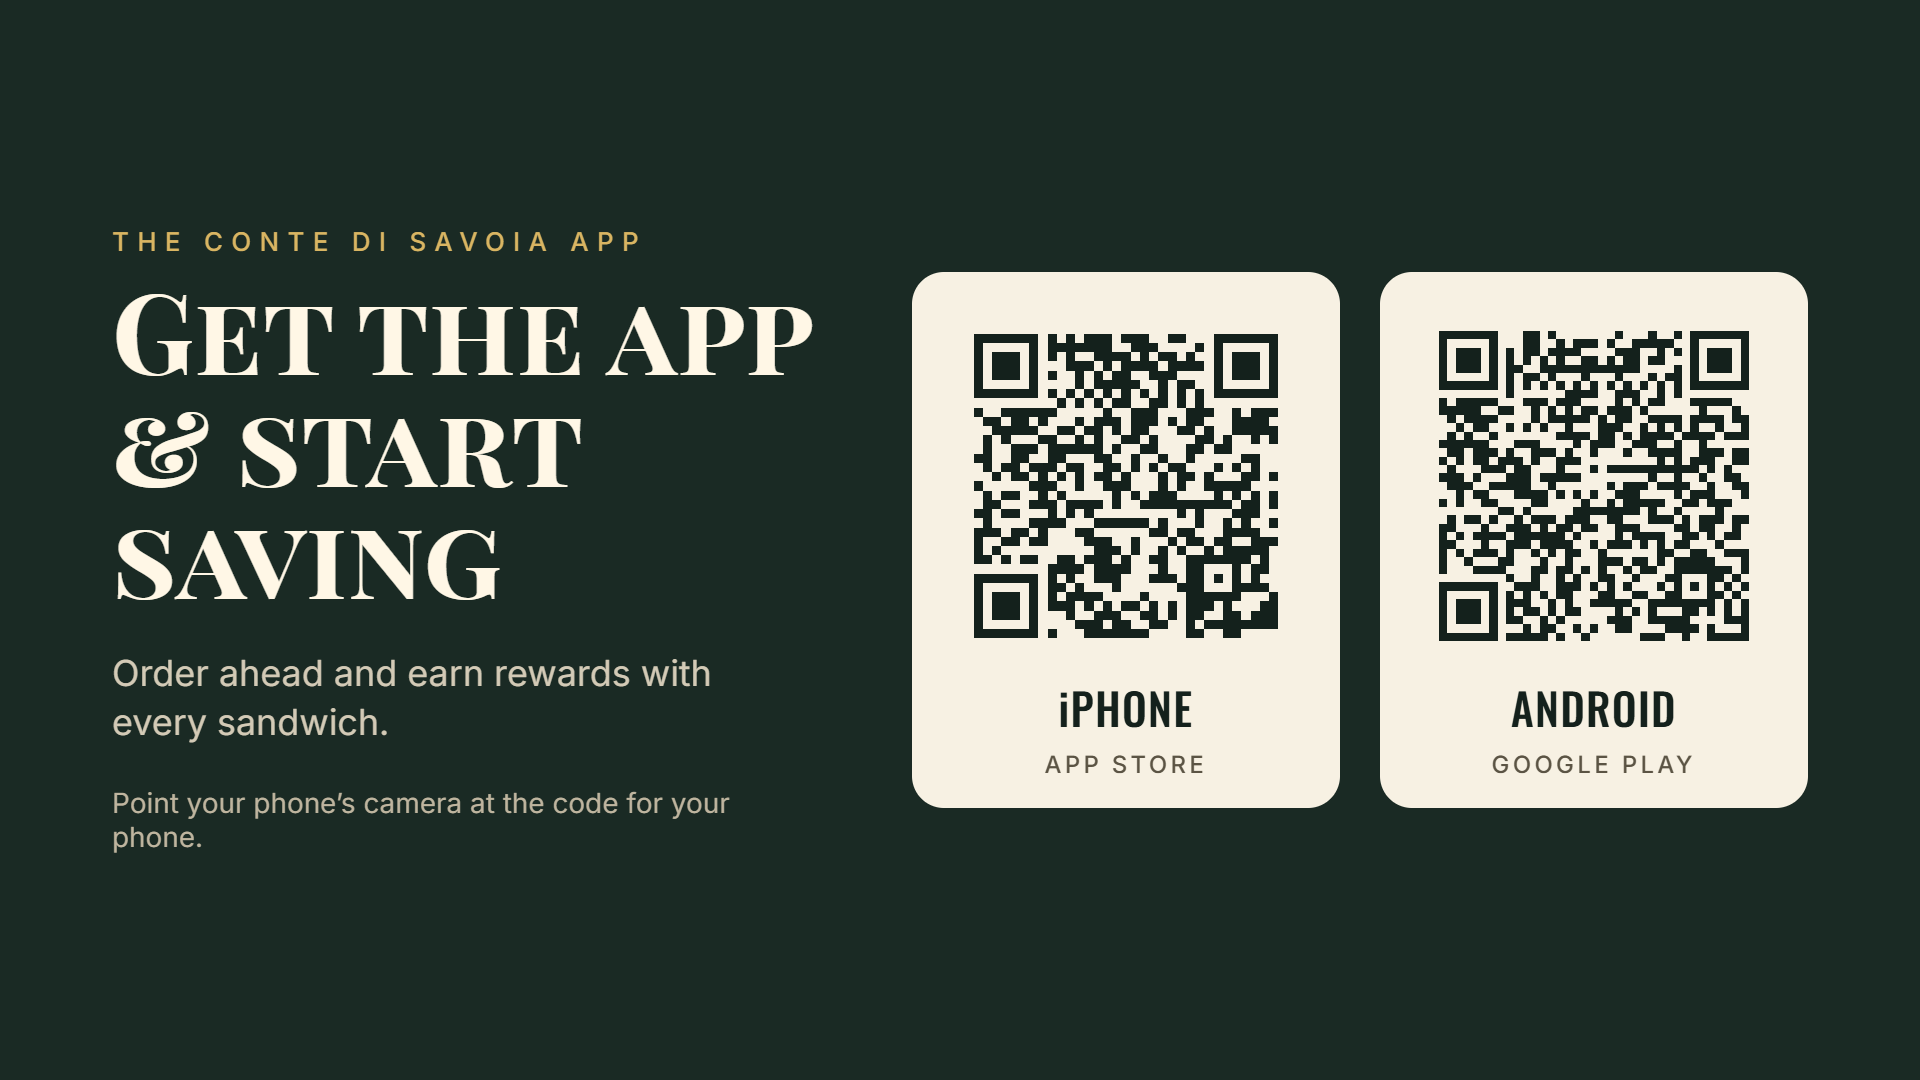 THE CONTE DI SAVOIA APP
GET THE APP
& START
SAVING
Order ahead and earn rewards with
every sandwich.
Point your phone’s camera at the code for your
phone.
iPHONE
APP STORE
ANDROID
GOOGLE PLAY